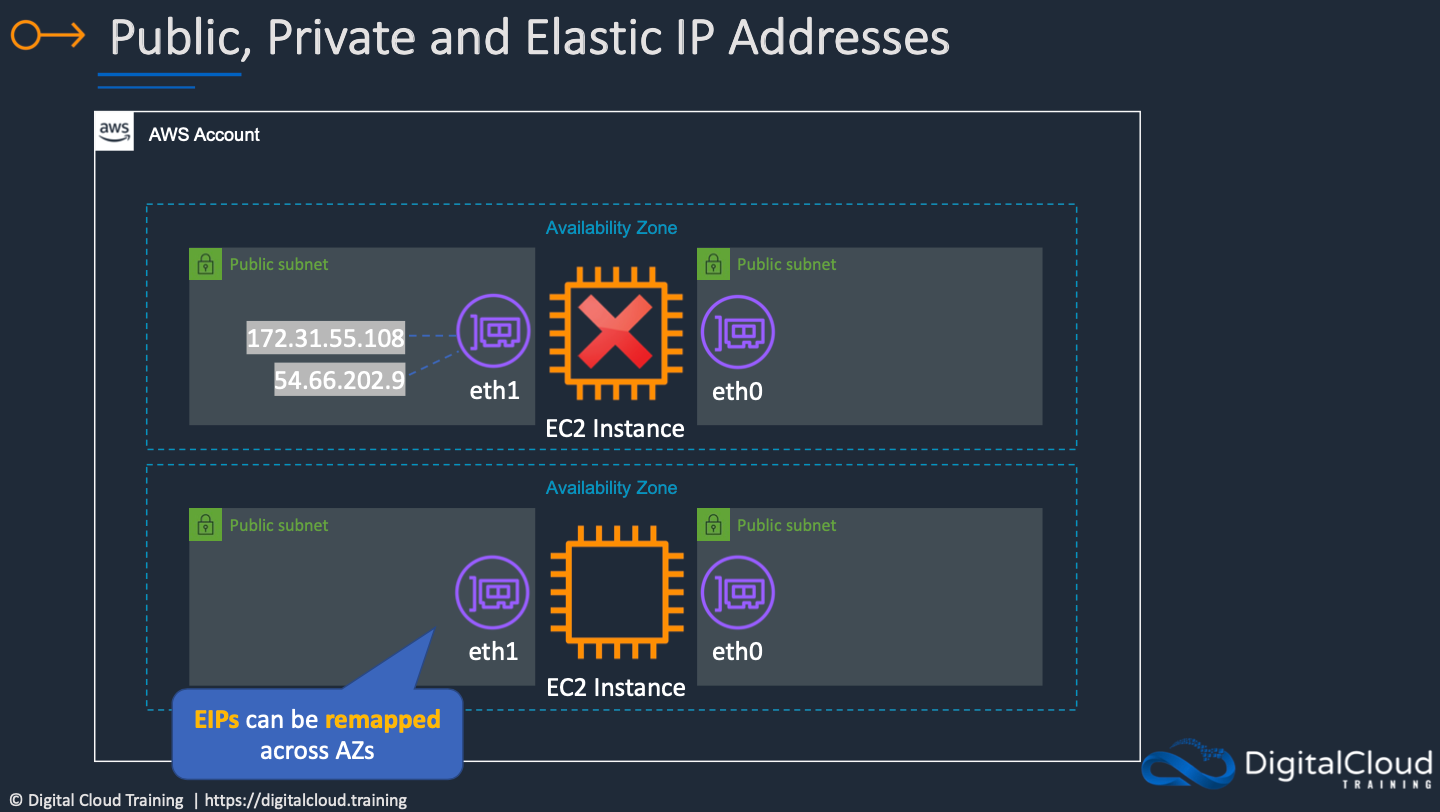 Public, Private and Elastic IP Addresses
aws
AWS Account
Availability Zone
Public subnet
Public subnet
172.31.55.108
54.66.202.9
eth1
eth0
EC2 Instance
Availability Zone
Public subnet
Public subnet
eth1
eth0
EC2 Instance
EIPs can be remapped
across AZs
DigitalCloud
TRAINING
© Digital Cloud Training | https://digitalcloud.training